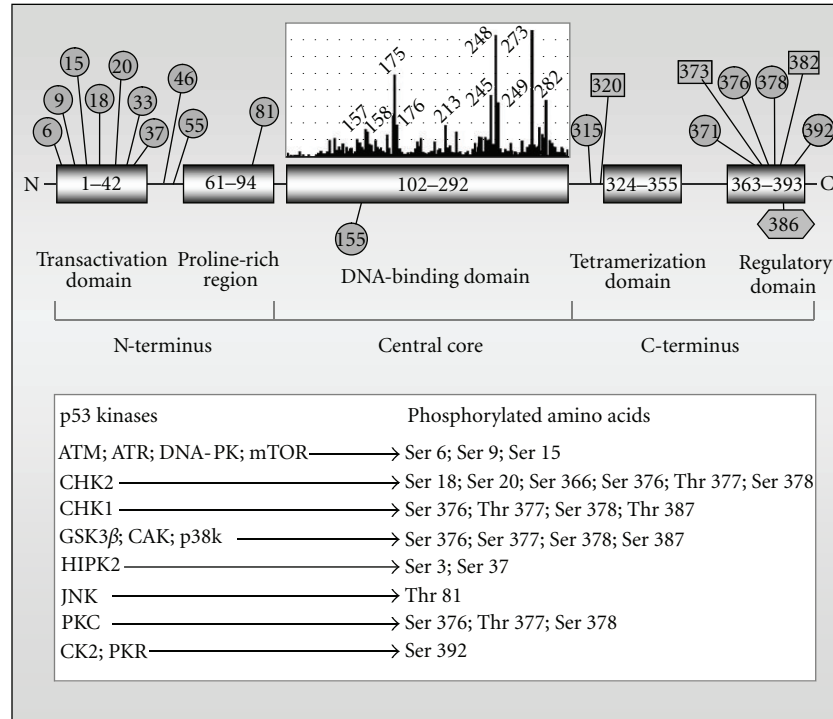 15
20
9
18
46
6
33
37
55
81
157
158
175
176
213
245
248
249
273
282
315
320
373
376
378
382
371
392
N
1–42
61–94
102–292
324–355
363–393
C
155
386
Transactivation
domain
Proline-rich
region
DNA-binding domain
Tetramerization
domain
Regulatory
domain
N-terminus
Central core
C-terminus
p53 kinases
Phosphorylated amino acids
ATM; ATR; DNA-PK; mTOR
Ser 6; Ser 9; Ser 15
CHK2
Ser 18; Ser 20; Ser 366; Ser 376; Thr 377; Ser 378
CHK1
Ser 376; Thr 377; Ser 378; Thr 387
GSK3β; CAK; p38k
Ser 376; Ser 377; Ser 378; Ser 387
HIPK2
Ser 3; Ser 37
JNK
Thr 81
PKC
Ser 376; Thr 377; Ser 378
CK2; PKR
Ser 392